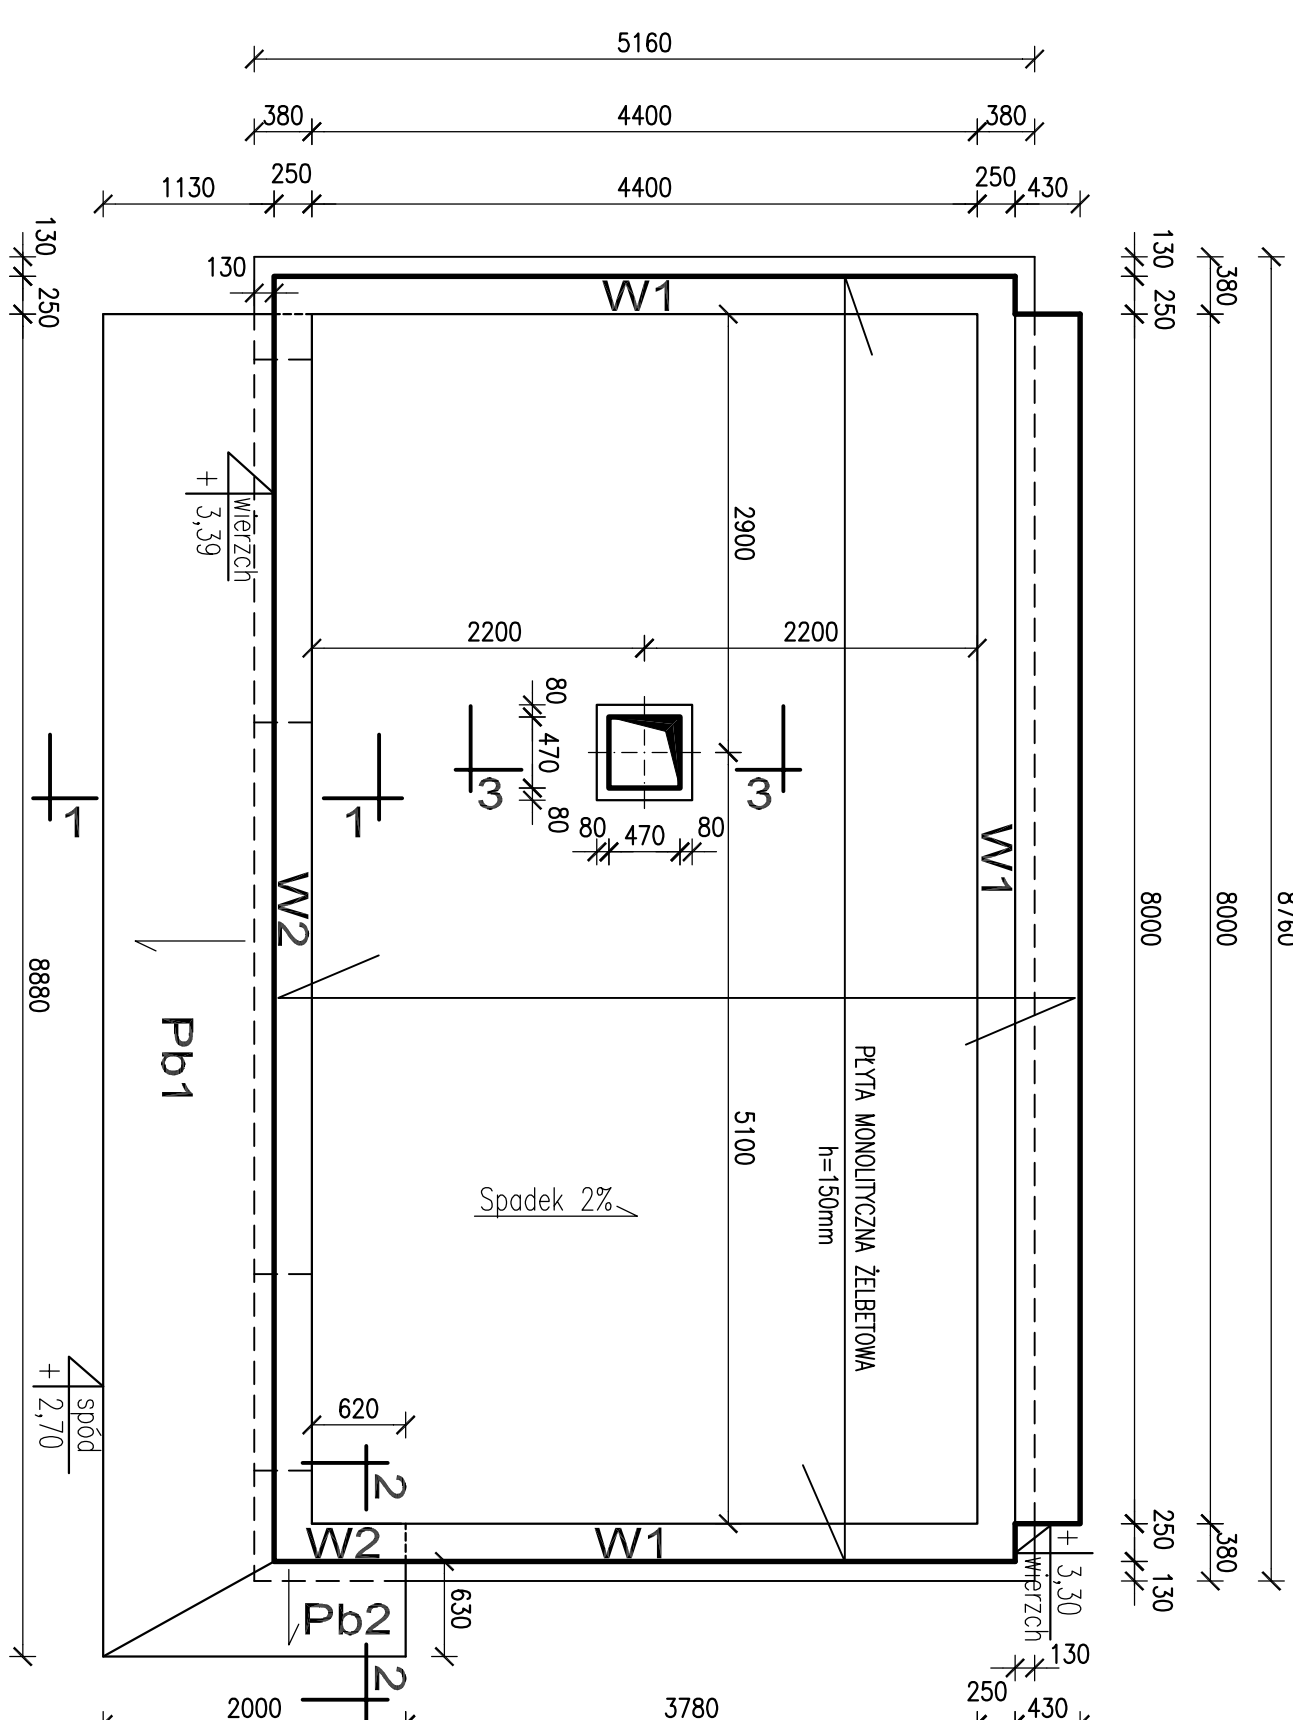 5160
380 4400 380
1130 250 4400 250 430
130
250
130
W1
130
250
380
wierzch
+ 3,39
2900
2200 2200
80
470
80
3
3
80 470 80
1
1
W1
W2
8000
8000
8760
8880
Pb1
PŁYTA MONOLITYCZNA ŻELBETOWA
h=150mm
5100
Spadek 2%
spód
+ 2,70
620
2
W2
W1
250
130
380
+ 3,30
wierzch
630
Pb2
2
130
250
2000 3780 430